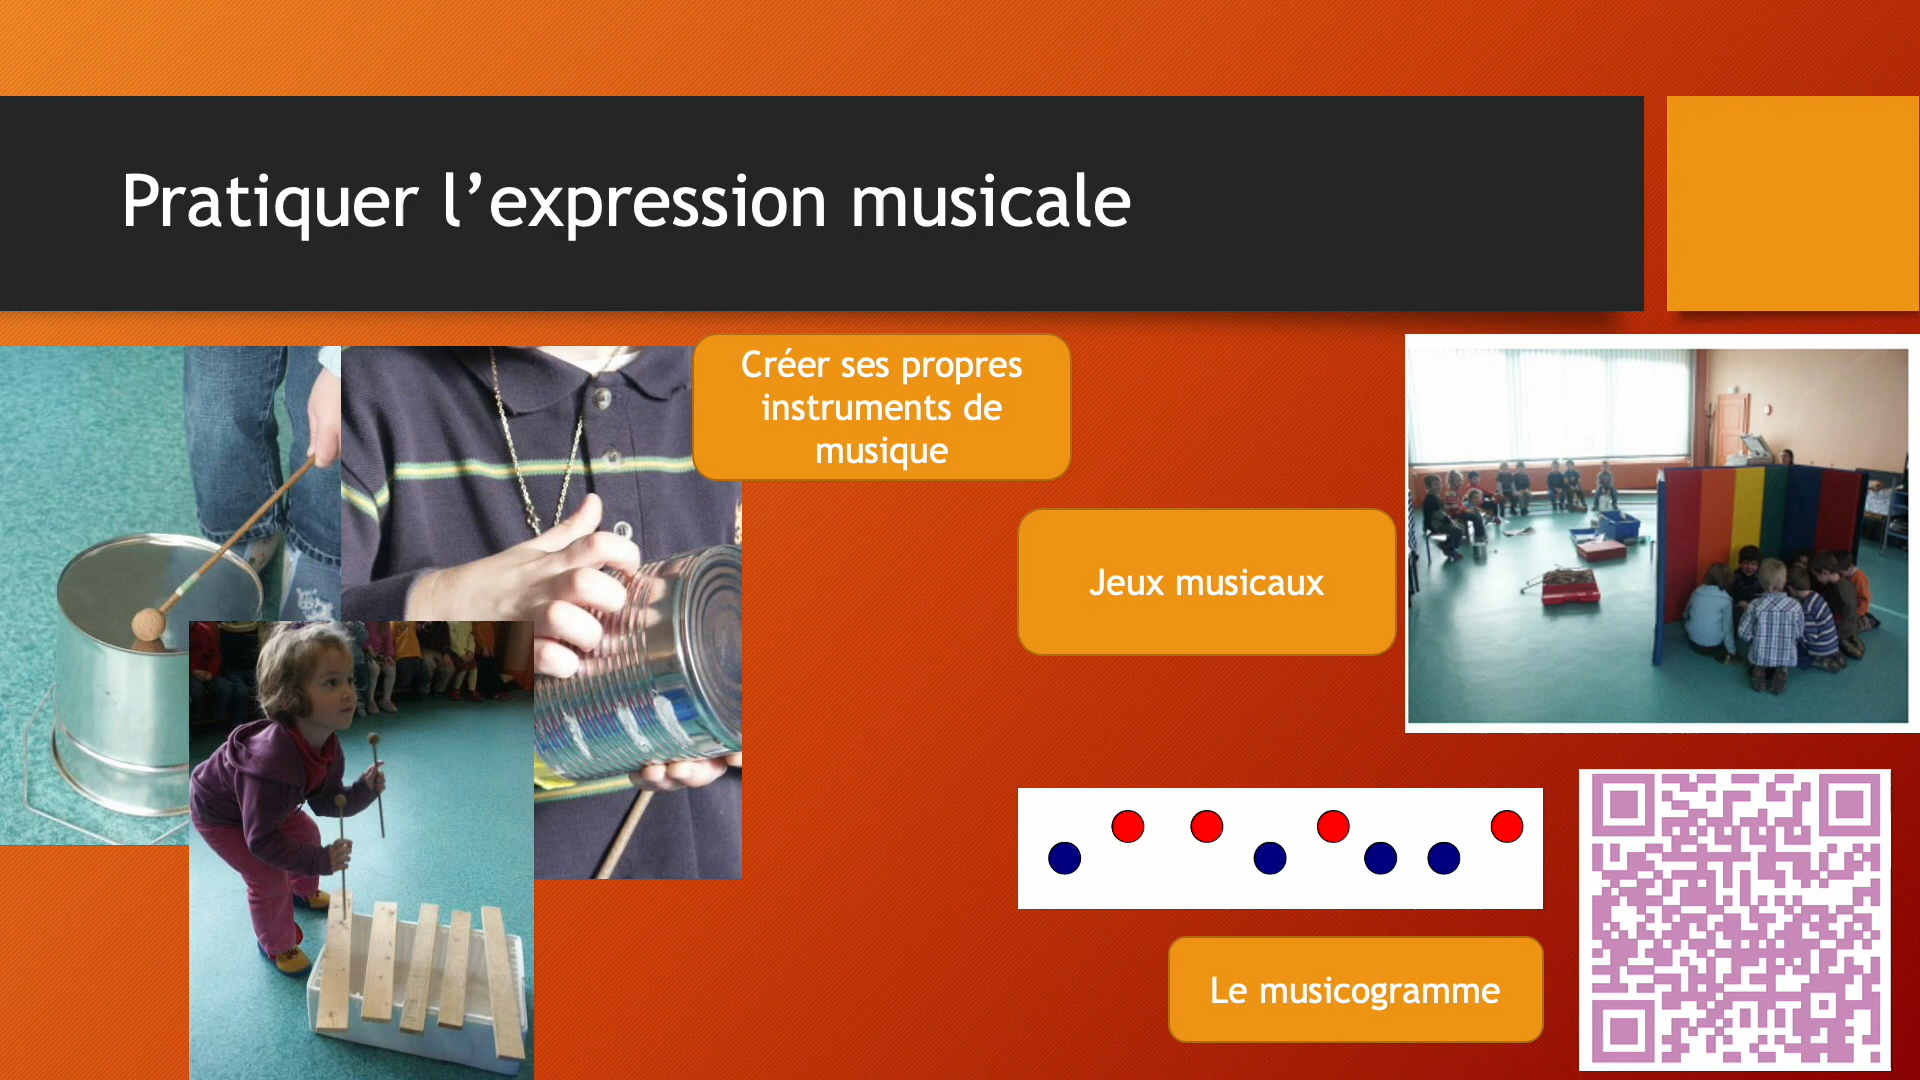 Pratiquer l’expression musicale
Créer ses propres
instruments de
musique
Jeux musicaux
Le musicogramme